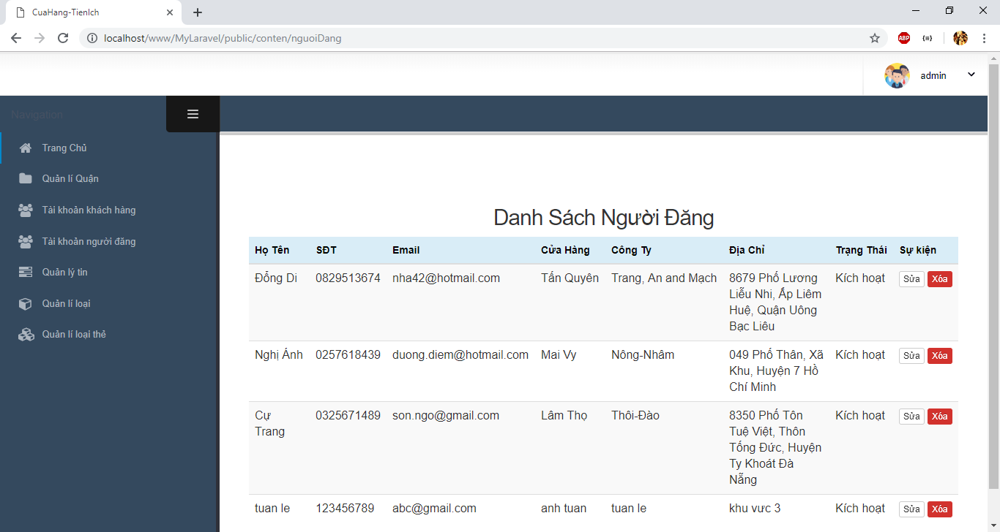 CuaHang-TienIch
localhost/www/MyLaravel/public/conten/nguoiDang
ABP
admin
Navigation
Trang Chủ
Quản lí Quận
Tài khoản khách hàng
Tài khoản người đăng
Quản lý tin
Quản lí loại
Quản lí loại thẻ
Danh Sách Người Đăng
Họ Tên SĐT Email Cửa Hàng Công Ty Địa Chỉ Trạng Thái Sự kiện
Đổng Di 0829513674 nha42@hotmail.com Tấn Quyên Trang, An and Mạch 8679 Phố Lương Kích hoạt Sửa Xóa
Liễu Nhi, Ấp Liêm
Huệ, Quận Uông
Bạc Liêu
Nghị Ánh 0257618439 duong.diem@hotmail.com Mai Vy Nông-Nhâm 049 Phố Thân, Xã Kích hoạt Sửa Xóa
Khu, Huyện 7 Hồ
Chí Minh
Cự 0325671489 son.ngo@gmail.com Lâm Thọ Thôi-Đào 8350 Phố Tôn Kích hoạt Sửa Xóa
Trang Tuệ Việt, Thôn
Tống Đức, Huyện
Ty Khoát Đà
Nẵng
tuan le 123456789 abc@gmail.com anh tuan tuan le khu vưc 3 Kích hoạt Sửa Xóa